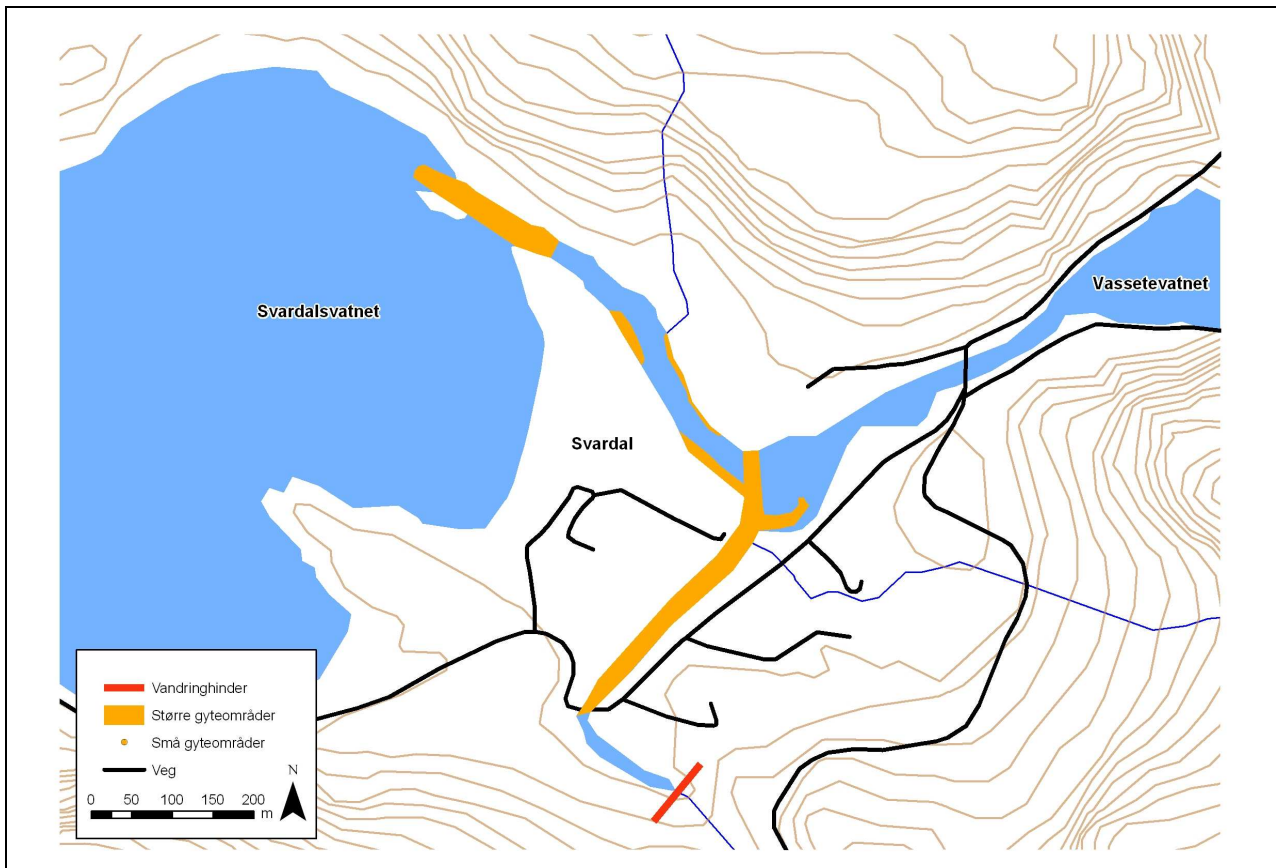 Svardalsvatnet
Vassetevatnet
Svardal
Vandringhinder
Større gyteområder
Små gyteområder
Veg
N
0 50 100 150 200
m